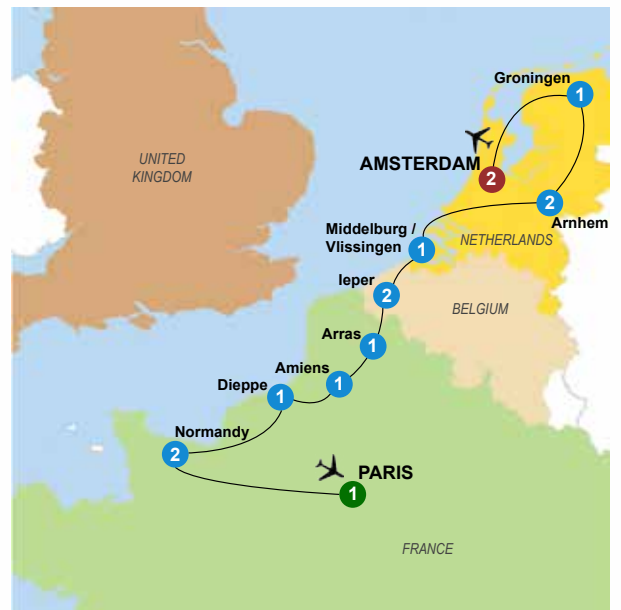 Groningen
1
UNITED
KINGDOM
AMSTERDAM
2
2
Arnhem
Middelburg /
Vlissingen
1
NETHERLANDS
Ieper
2
BELGIUM
Arras
1
Amiens
1
Dieppe
1
Normandy
2
PARIS
1
FRANCE